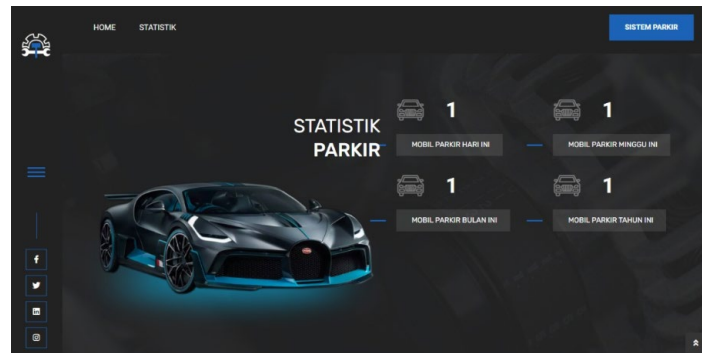 HOME STATISTIK
SISTEM PARKIR
STATISTIK
PARKIR
1
MOBIL PARKIR HARI INI
1
MOBIL PARKIR MINGGU INI
1
MOBIL PARKIR BULAN INI
1
MOBIL PARKIR TAHUN INI